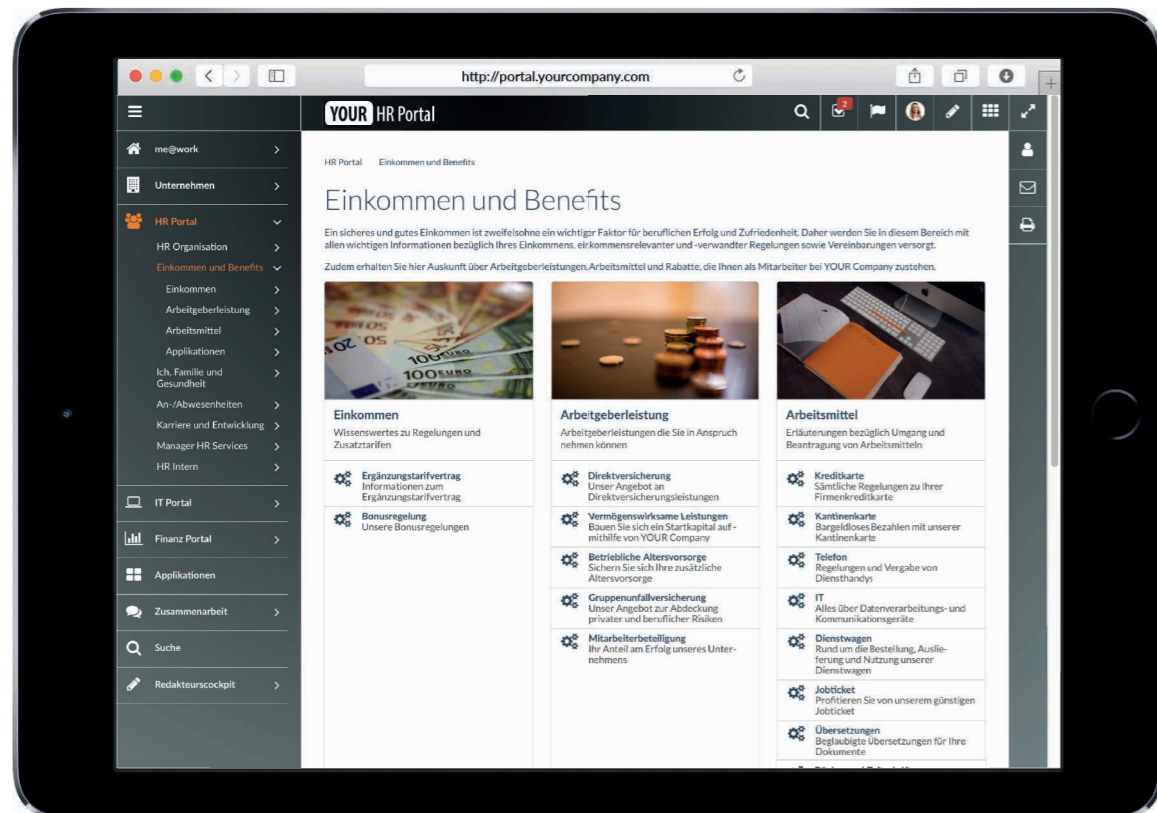 http://portal.yourcompany.com
YOUR HR Portal
2
me@work
Unternehmen
HR Portal
HR Organisation
Einkommen und Benefits
Einkommen
Arbeitgeberleistung
Arbeitsmittel
Applikationen
Ich, Familie und
Gesundheit
An-/Abwesenheiten
Karriere und Entwicklung
Manager HR Services
HR Intern
IT Portal
Finanz Portal
Applikationen
Zusammenarbeit
Suche
Redakteurscockpit
HR Portal Einkommen und Benefits
Einkommen und Benefits
Ein sicheres und gutes Einkommen ist zweifelsohne ein wichtiger Faktor für beruflichen Erfolg und Zufriedenheit. Daher werden Sie in diesem Bereich mit
allen wichtigen Informationen bezüglich Ihres Einkommens, einkommensrelevanter und -verwandter Regelungen sowie Vereinbarungen versorgt.
Zudem erhalten Sie hier Auskunft über Arbeitgeberleistungen, Arbeitsmittel und Rabatte, die Ihnen als Mitarbeiter bei YOUR Company zustehen.
50
100 EURO
100 EURO
Einkommen
Wissenswertes zu Regelungen und
Zusatztarifen
Ergänzungstarifvertrag
Informationen zum
Ergänzungstarifvertrag
Bonusregelung
Unsere Bonusregelungen
Arbeitgeberleistung
Arbeitgeberleistungen die Sie in Anspruch
nehmen können
Direktversicherung
Unser Angebot an
Direktversicherungsleistungen
Vermögenswirksame Leistungen
Bauen Sie sich ein Startkapital auf -
mithilfe von YOUR Company
Betriebliche Altersvorsorge
Sichern Sie sich Ihre zusätzliche
Altersvorsorge
Gruppenunfallversicherung
Unser Angebot zur Abdeckung
privater und beruflicher Risiken
Mitarbeiterbeteiligung
Ihr Anteil am Erfolg unseres Unter-
nehmens
Arbeitsmittel
Erläuterungen bezüglich Umgang und
Beantragung von Arbeitsmitteln
Kreditkarte
Sämtliche Regelungen zu Ihrer
Firmenkreditkarte
Kantinenkarte
Bargeldloses Bezahlen mit unserer
Kantinenkarte
Telefon
Regelungen und Vergabe von
Diensthandys
IT
Alles über Datenverarbeitungs- und
Kommunikationsgeräte
Dienstwagen
Rund um die Bestellung, Auslie-
ferung und Nutzung unserer
Dienstwagen
Jobticket
Profitieren Sie von unserem günstigen
Jobticket
Übersetzungen
Beglaubigte Übersetzungen für Ihre
Dokumente